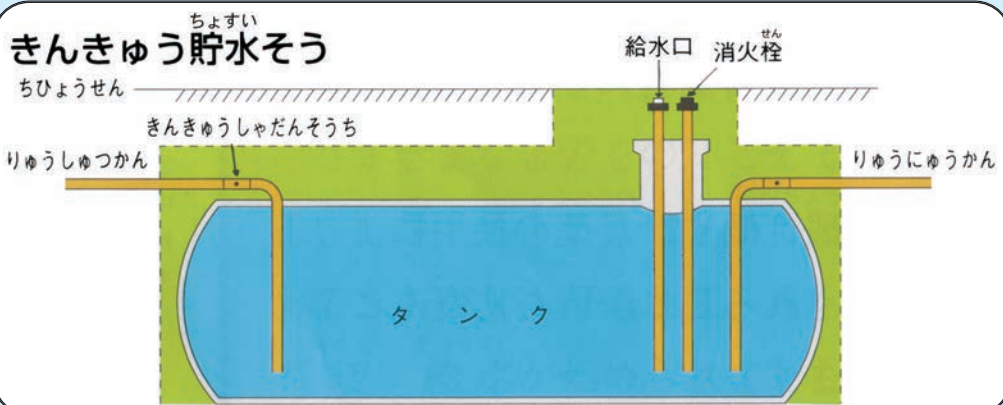 きんきゅう貯水そう
ちょすい
給水口
消火栓
せん
ちひょうせん
きんきゅうしゃだんそうち
りゅうしゅつかん
りゅうにゅうかん
タンク